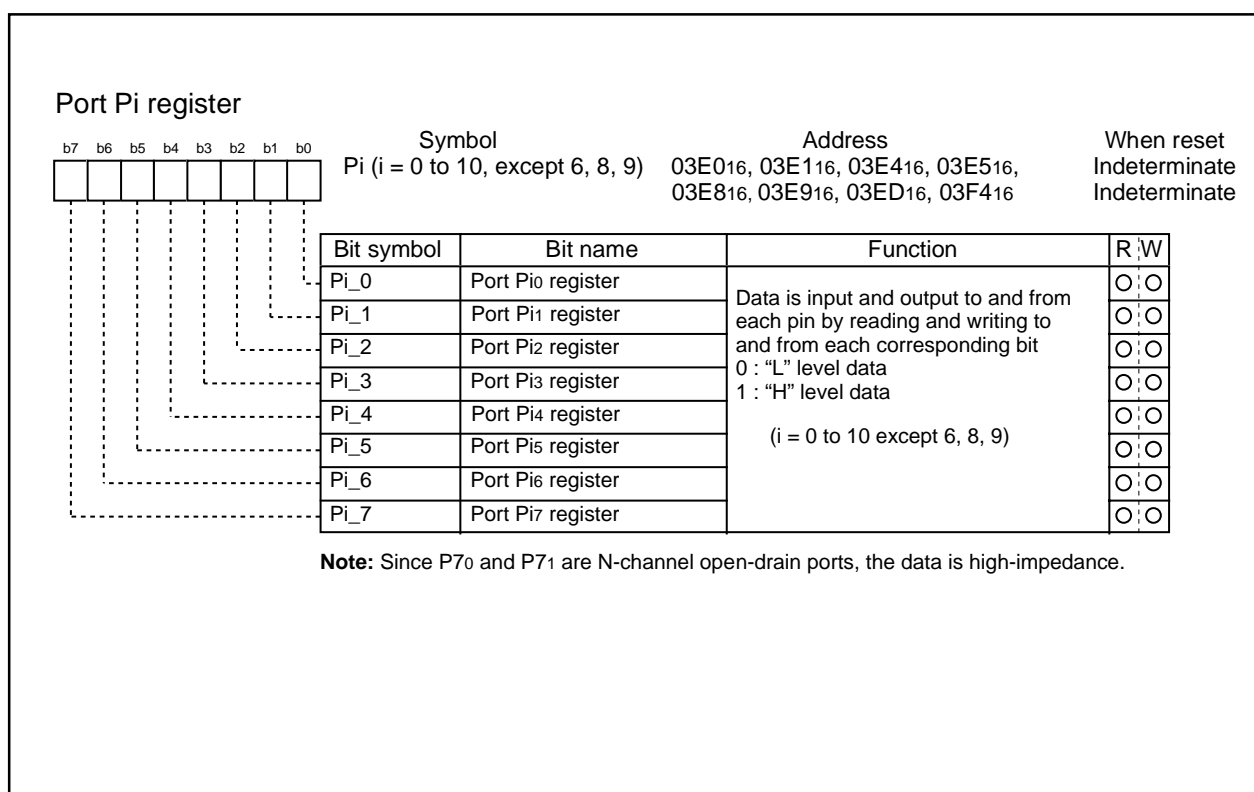 Port Pi register
b7 b6 b5 b4 b3 b2 b1 b0
Symbol Address When reset
Pi (i = 0 to 10, except 6, 8, 9) 03E016, 03E116, 03E416, 03E516, Indeterminate
03E816, 03E916, 03ED16, 03F416 Indeterminate
Bit symbol Bit name Function R W
Pi_0 Port Pi0 register
Pi_1 Port Pi1 register
Pi_2 Port Pi2 register
Pi_3 Port Pi3 register
Pi_4 Port Pi4 register
Pi_5 Port Pi5 register
Pi_6 Port Pi6 register
Pi_7 Port Pi7 register
Data is input and output to and from
each pin by reading and writing to
and from each corresponding bit
0 : “L” level data
1 : “H” level data
(i = 0 to 10 except 6, 8, 9)
Note: Since P70 and P71 are N-channel open-drain ports, the data is high-impedance.